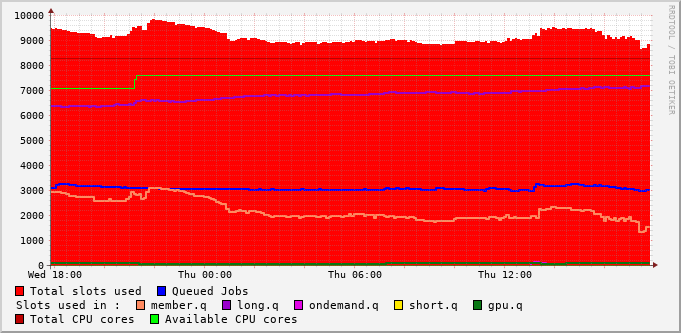 RRDTOOL / TOBI OETIKER
10000
9000
8000
7000
6000
5000
4000
3000
2000
1000
0
Wed 18:00 Thu 00:00 Thu 06:00 Thu 12:00
Total slots used Queued Jobs
Slots used in : member.q long.q ondemand.q short.q gpu.q
Total CPU cores Available CPU cores